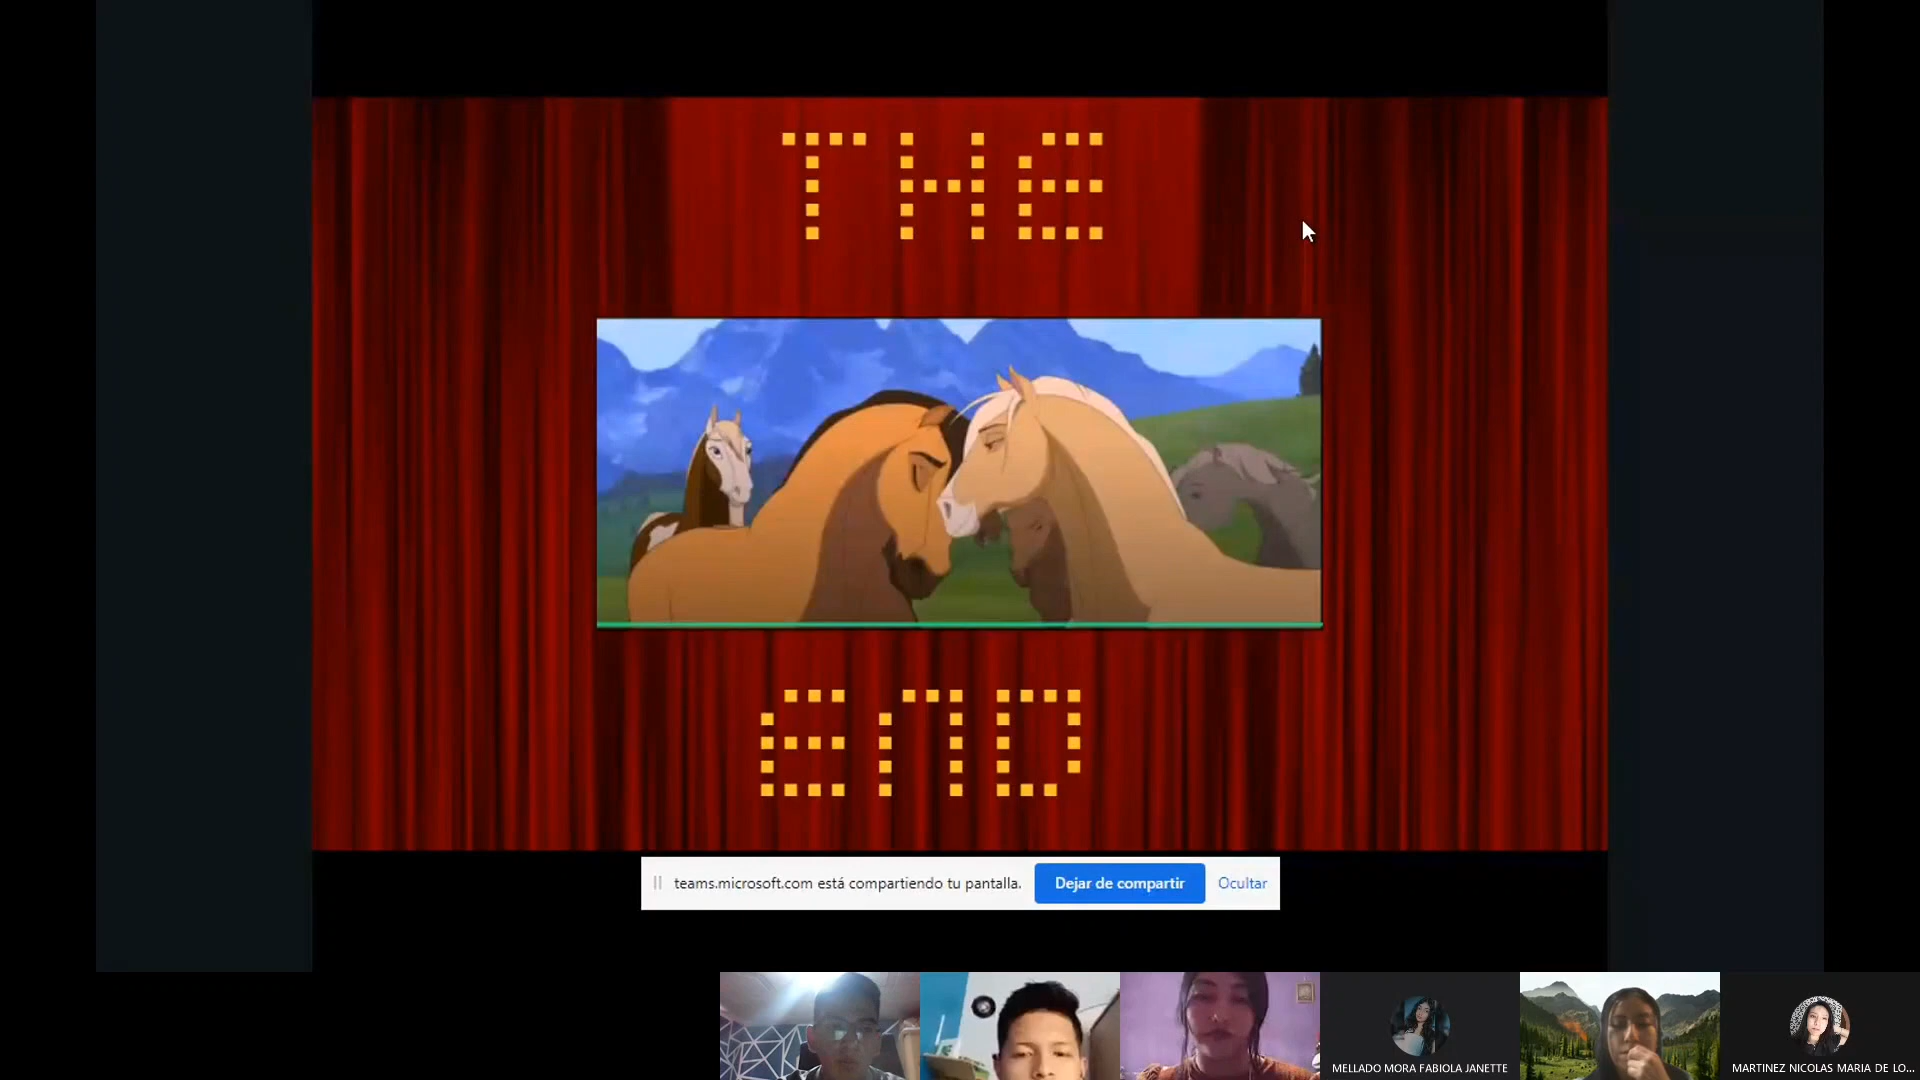 THE
END
teams.microsoft.com está compartiendo tu pantalla.
Dejar de compartir
Ocultar
MELLADO MORA FABIOLA JANETTE
MARTINEZ NICOLAS MARIA DE LO...